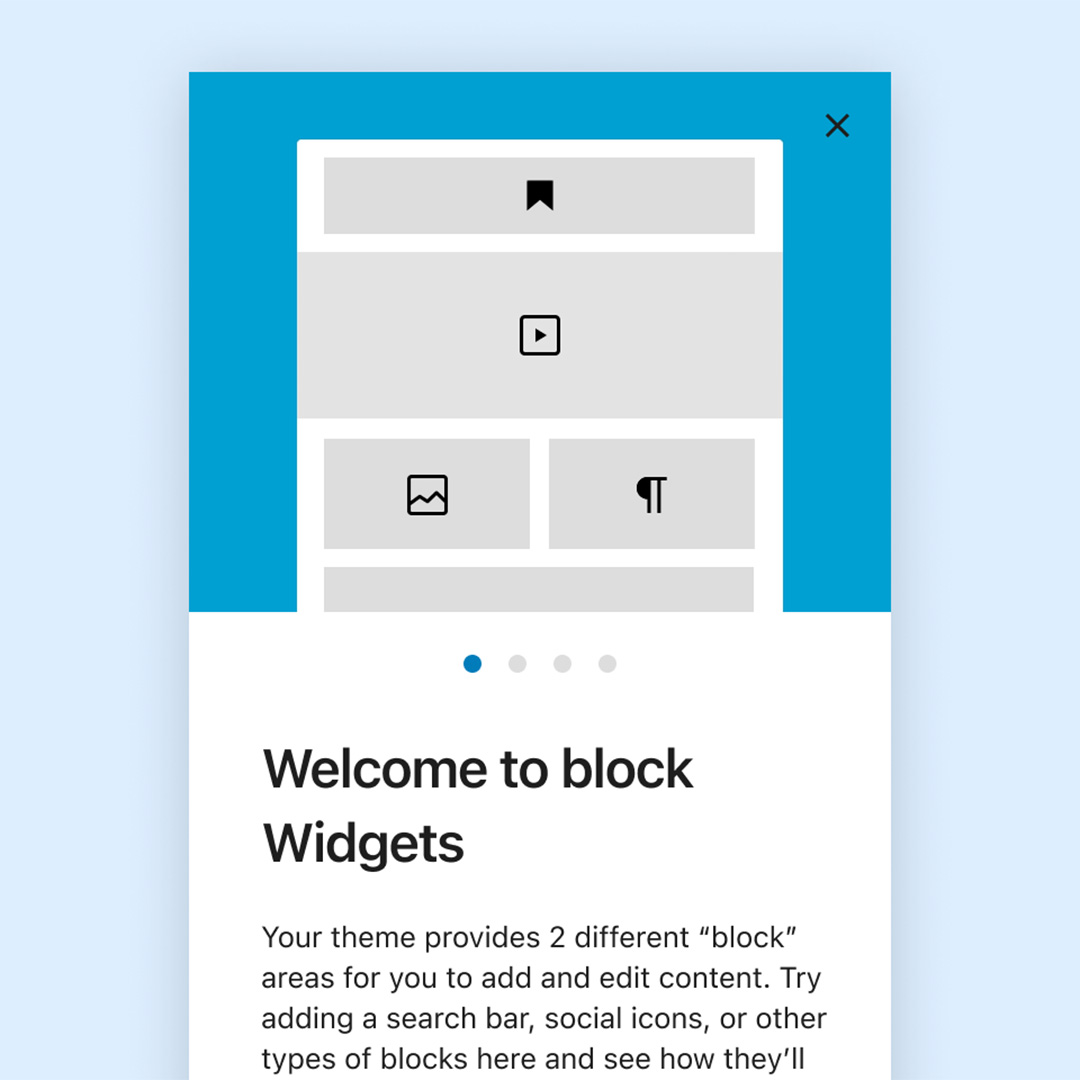 Welcome to block
Widgets
Your theme provides 2 different “block”
areas for you to add and edit content. Try
adding a search bar, social icons, or other
types of blocks here and see how they’ll